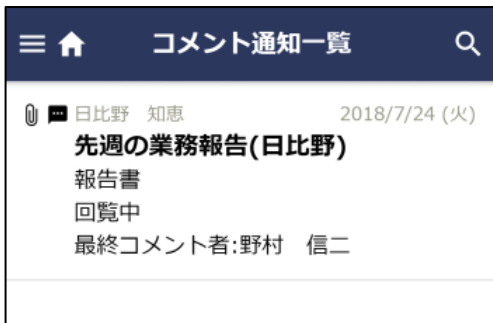 コメント通知一覧
日比野　知恵 2018/7/24 (火)
先週の業務報告(日比野)
報告書
回覧中
最終コメント者:野村　信二